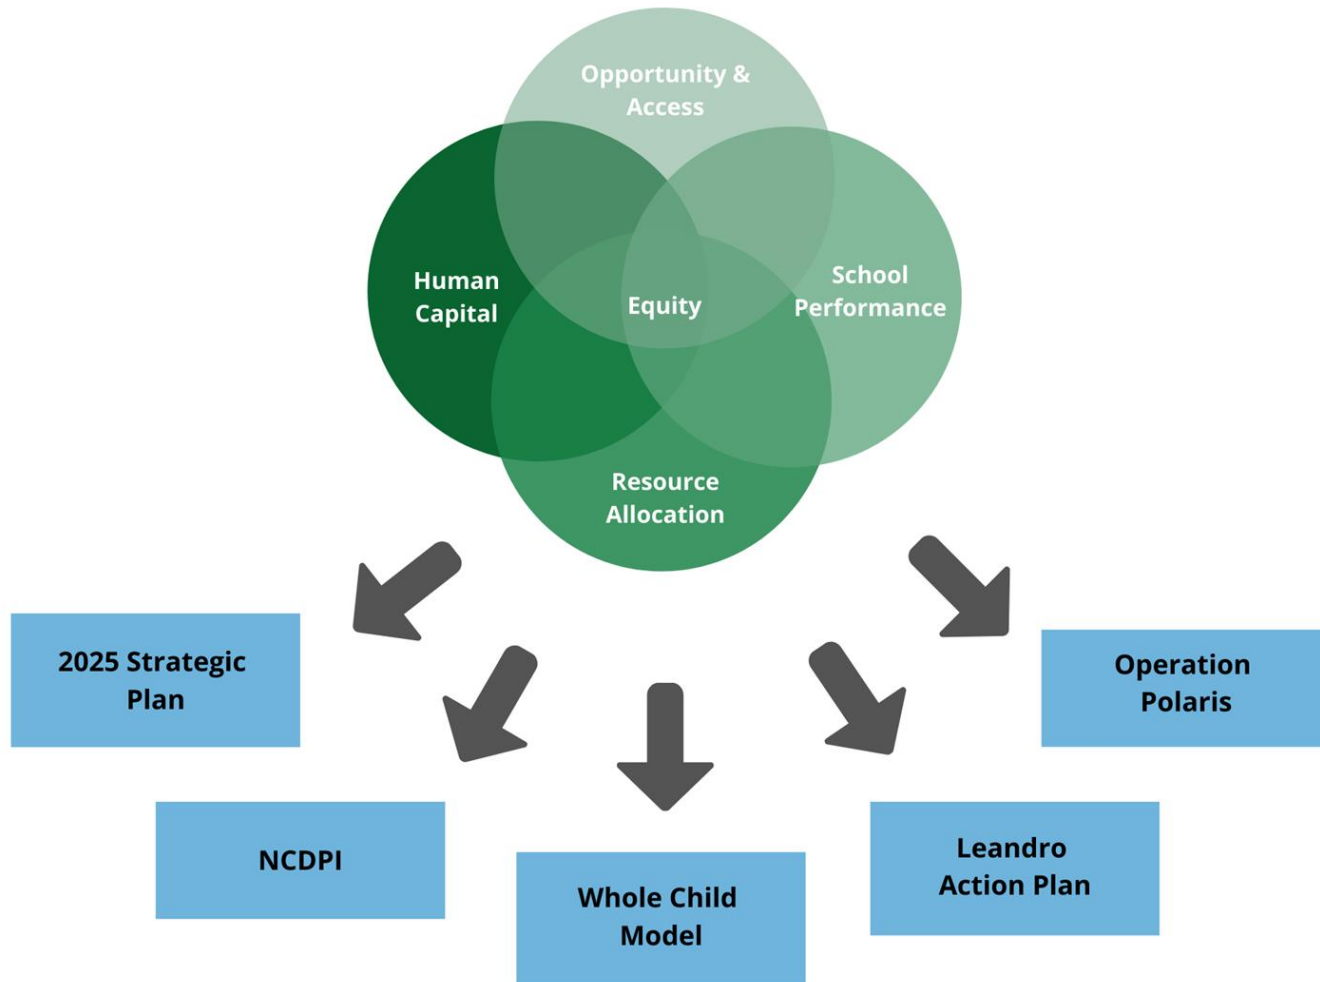 Opportunity &
Access
Human
Capital
Equity
School
Performance
Resource
Allocation
2025 Strategic
Plan
NCDPI
Whole Child
Model
Leandro
Action Plan
Operation
Polaris